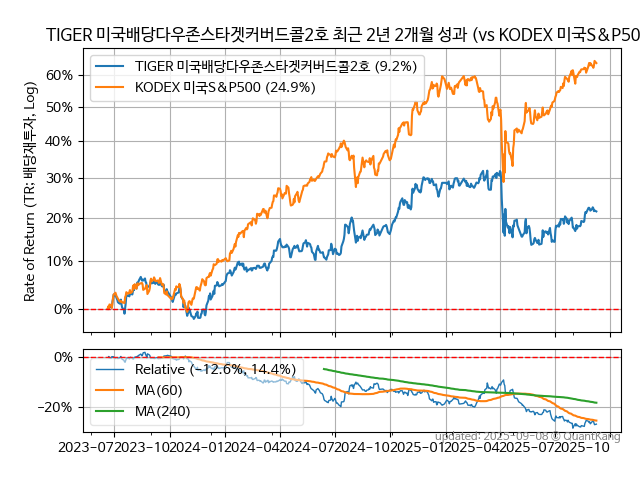 TIGER 미국배당다우존스타겟커버드콜2호 최근 2년 2개월 성과 (vs KODEX 미국S&P50
TIGER 미국배당다우존스타겟커버드콜2호 (9.2%)
KODEX 미국S&P500 (24.9%)
Rate of Return (TR: 배당재투자, Log)
60%
50%
40%
30%
20%
10%
0%
Relative (−12.6%, 14.4%)
MA(60)
MA(240)
0%
−20%
2023-07 2023-10 2024-01 2024-04 2024-07 2024-10 2025-01 2025-04 2025-07 2025-10
updated: 2025-09-08 © QuantKang